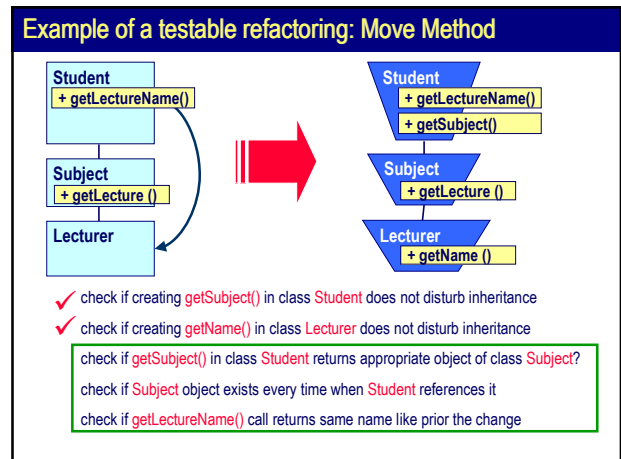 Example of a testable refactoring: Move Method
Student
+ getLectureName()
Subject
+ getLecture ()
Lecturer
Student
+ getLectureName()
+ getSubject()
Subject
+ getLecture ()
Lecturer
+ getName ()
check if creating getSubject() in class Student does not disturb inheritance
check if creating getName() in class Lecturer does not disturb inheritance
check if getSubject() in class Student returns appropriate object of class Subject?
check if Subject object exists every time when Student references it
check if getLectureName() call returns same name like prior the change